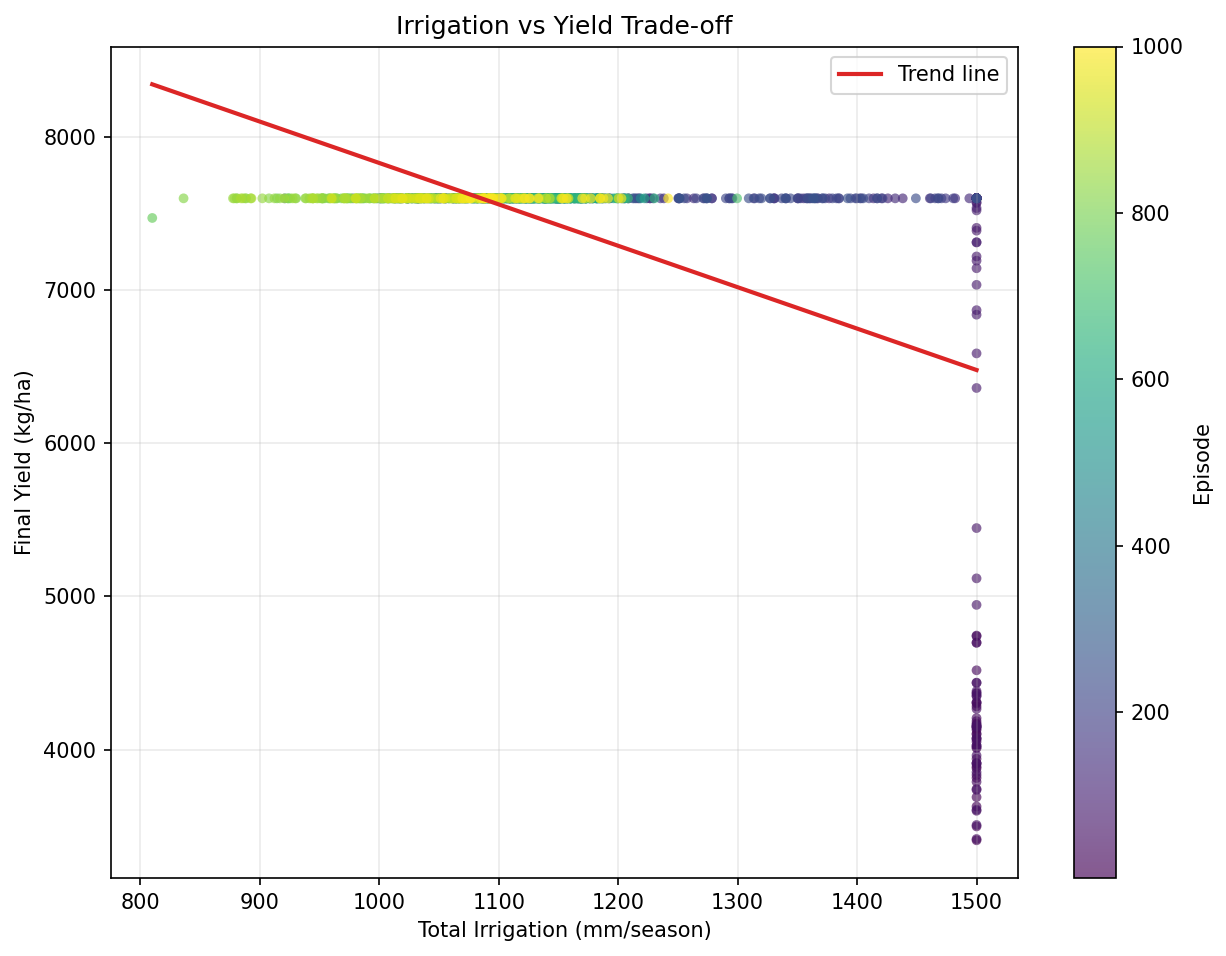 Irrigation vs Yield Trade-off
Trend line
8000
7000
6000
5000
4000
Final Yield (kg/ha)
800 900 1000 1100 1200 1300 1400 1500
Total Irrigation (mm/season)
1000
800
600
400
200
Episode